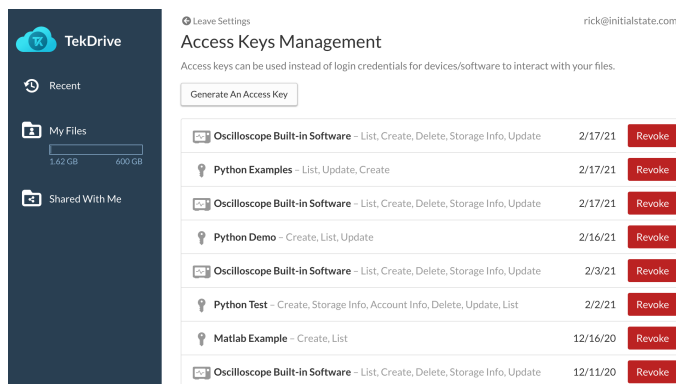 TK TekDrive
Recent
My Files
1.62 GB 600 GB
Shared With Me
Leave Settings rick@initialstate.com
Access Keys Management
Access keys can be used instead of login credentials for devices/software to interact with your files.
Generate An Access Key
Oscilloscope Built-in Software – List, Create, Delete, Storage Info, Update 2/17/21 Revoke
Python Examples – List, Update, Create 2/17/21 Revoke
Oscilloscope Built-in Software – List, Create, Delete, Storage Info, Update 2/17/21 Revoke
Python Demo – Create, List, Update 2/16/21 Revoke
Oscilloscope Built-in Software – List, Create, Delete, Storage Info, Update 2/3/21 Revoke
Python Test – Create, Storage Info, Account Info, Delete, Update, List 2/2/21 Revoke
Matlab Example – Create, List 12/16/20 Revoke
Oscilloscope Built-in Software – List, Create, Delete, Storage Info, Update 12/11/20 Revoke